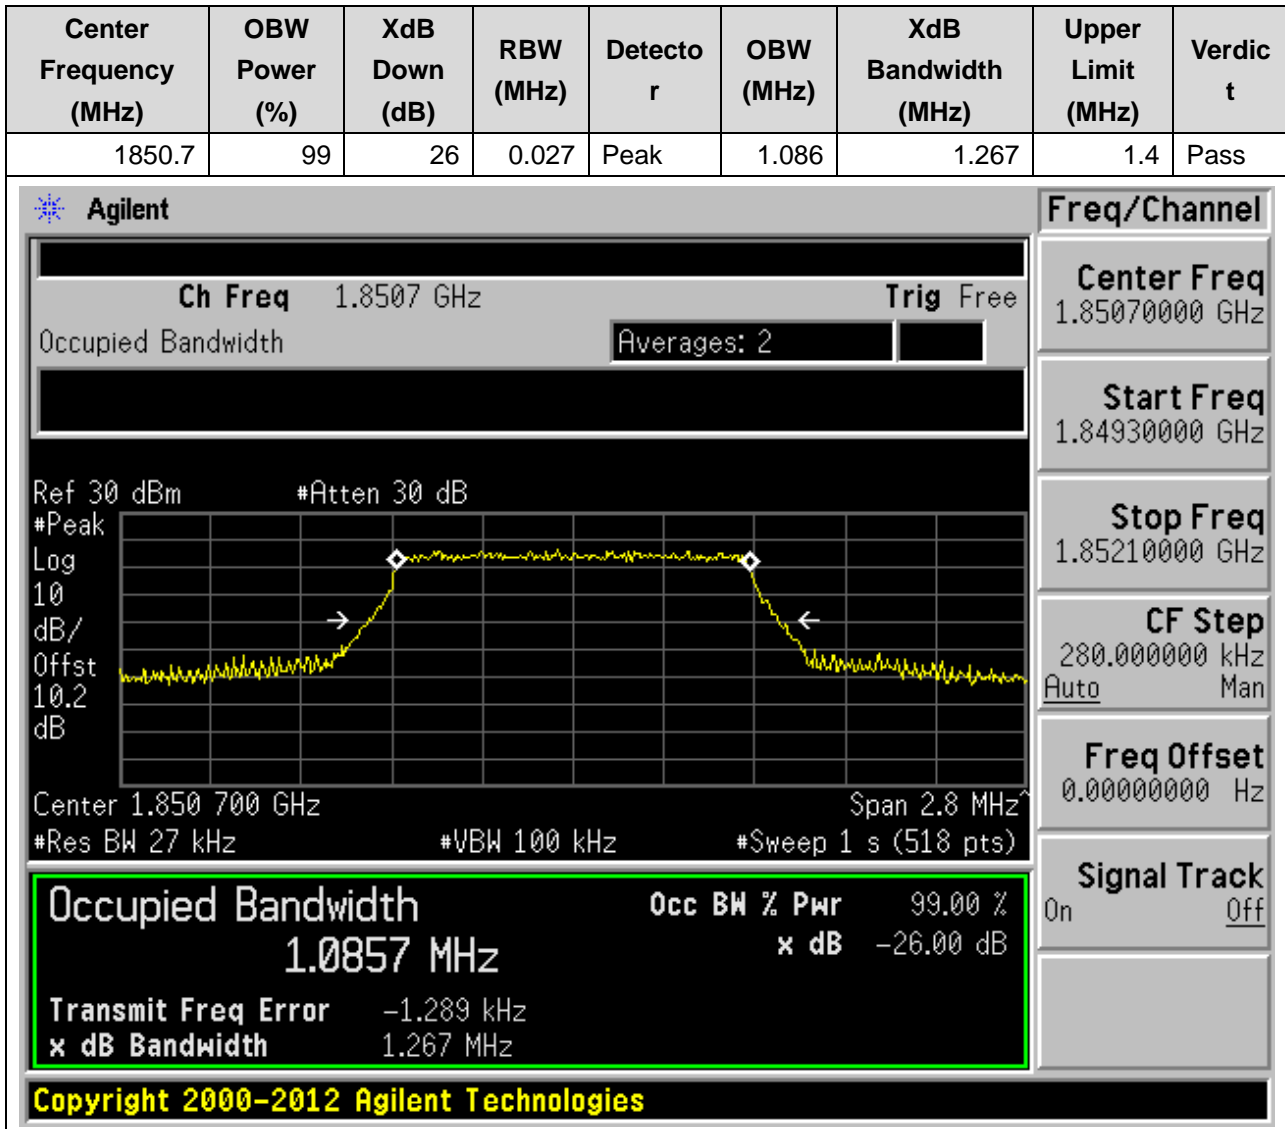 Center Frequency (MHz) OBW Power (%) XdB Down (dB) RBW (MHz) Detecto r OBW (MHz) XdB Bandwidth (MHz) Upper Limit (MHz) Verdic t
1850.7 99 26 0.027 Peak 1.086 1.267 1.4 Pass
Agilent
Freq/Channel
Ch Freq 1.8507 GHz Trig Free
Occupied Bandwidth Averages: 2
Center Freq
1.85070000 GHz
Start Freq
1.84930000 GHz
Stop Freq
1.85210000 GHz
CF Step
280.000000 kHz
Auto Man
Freq Offset
0.00000000 Hz
Signal Track
On Off
Ref 30 dBm #Atten 30 dB
#Peak
Log
10
dB/
Offst
10.2
dB
Center 1.850 700 GHz Span 2.8 MHz^
#Res BW 27 kHz #VBW 100 kHz #Sweep 1 s (518 pts)
Occupied Bandwidth Occ BW % Pwr 99.00 %
1.0857 MHz x dB -26.00 dB
Transmit Freq Error -1.289 kHz
x dB Bandwidth 1.267 MHz
Copyright 2000-2012 Agilent Technologies